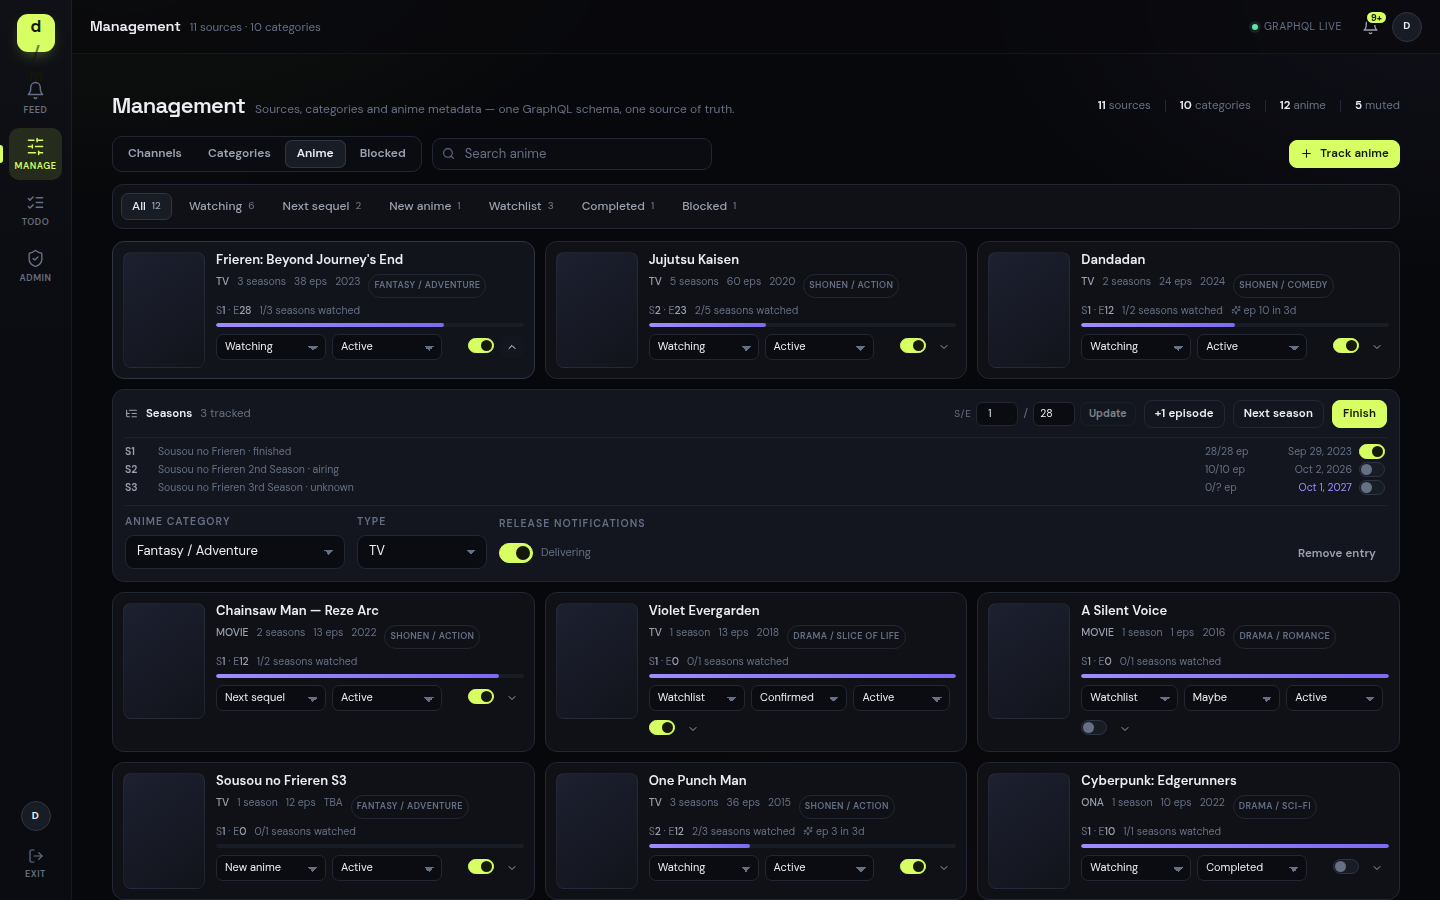 d
/
Management 11 sources · 10 categories
GRAPHQL LIVE
9+
D
FEED
MANAGE
TODO
ADMIN
D
EXIT
Management Sources, categories and anime metadata — one GraphQL schema, one source of truth.
11 sources 10 categories 12 anime 5 muted
Channels Categories Anime Blocked
Search anime
+ Track anime
All 12 Watching 6 Next sequel 2 New anime 1 Watchlist 3 Completed 1 Blocked 1
Frieren: Beyond Journey's End
TV 3 seasons 38 eps 2023 FANTASY / ADVENTURE
S1 · E28 1/3 seasons watched
Watching Active
Jujutsu Kaisen
TV 5 seasons 60 eps 2020 SHONEN / ACTION
S2 · E23 2/5 seasons watched
Watching Active
Dandadan
TV 2 seasons 24 eps 2024 SHONEN / COMEDY
S1 · E12 1/2 seasons watched ep 10 in 3d
Watching Active
Seasons 3 tracked
S/E 1 / 28 Update +1 episode Next season Finish
S1 Sousou no Frieren · finished 28/28 ep Sep 29, 2023
S2 Sousou no Frieren 2nd Season · airing 10/10 ep Oct 2, 2026
S3 Sousou no Frieren 3rd Season · unknown 0/? ep Oct 1, 2027
ANIME CATEGORY TYPE RELEASE NOTIFICATIONS
Fantasy / Adventure TV Delivering Remove entry
Chainsaw Man — Reze Arc
MOVIE 2 seasons 13 eps 2022 SHONEN / ACTION
S1 · E12 1/2 seasons watched
Next sequel Active
Violet Evergarden
TV 1 season 13 eps 2018 DRAMA / SLICE OF LIFE
S1 · E0 0/1 seasons watched
Watchlist Confirmed Active
A Silent Voice
MOVIE 1 season 1 eps 2016 DRAMA / ROMANCE
S1 · E0 0/1 seasons watched
Watchlist Maybe Active
Sousou no Frieren S3
TV 1 season 12 eps TBA FANTASY / ADVENTURE
S1 · E0 0/1 seasons watched
New anime Active
One Punch Man
TV 3 seasons 36 eps 2015 SHONEN / ACTION
S2 · E12 2/3 seasons watched ep 3 in 3d
Watching Active
Cyberpunk: Edgerunners
ONA 1 season 10 eps 2022 DRAMA / SCI-FI
S1 · E10 1/1 seasons watched
Watching Completed